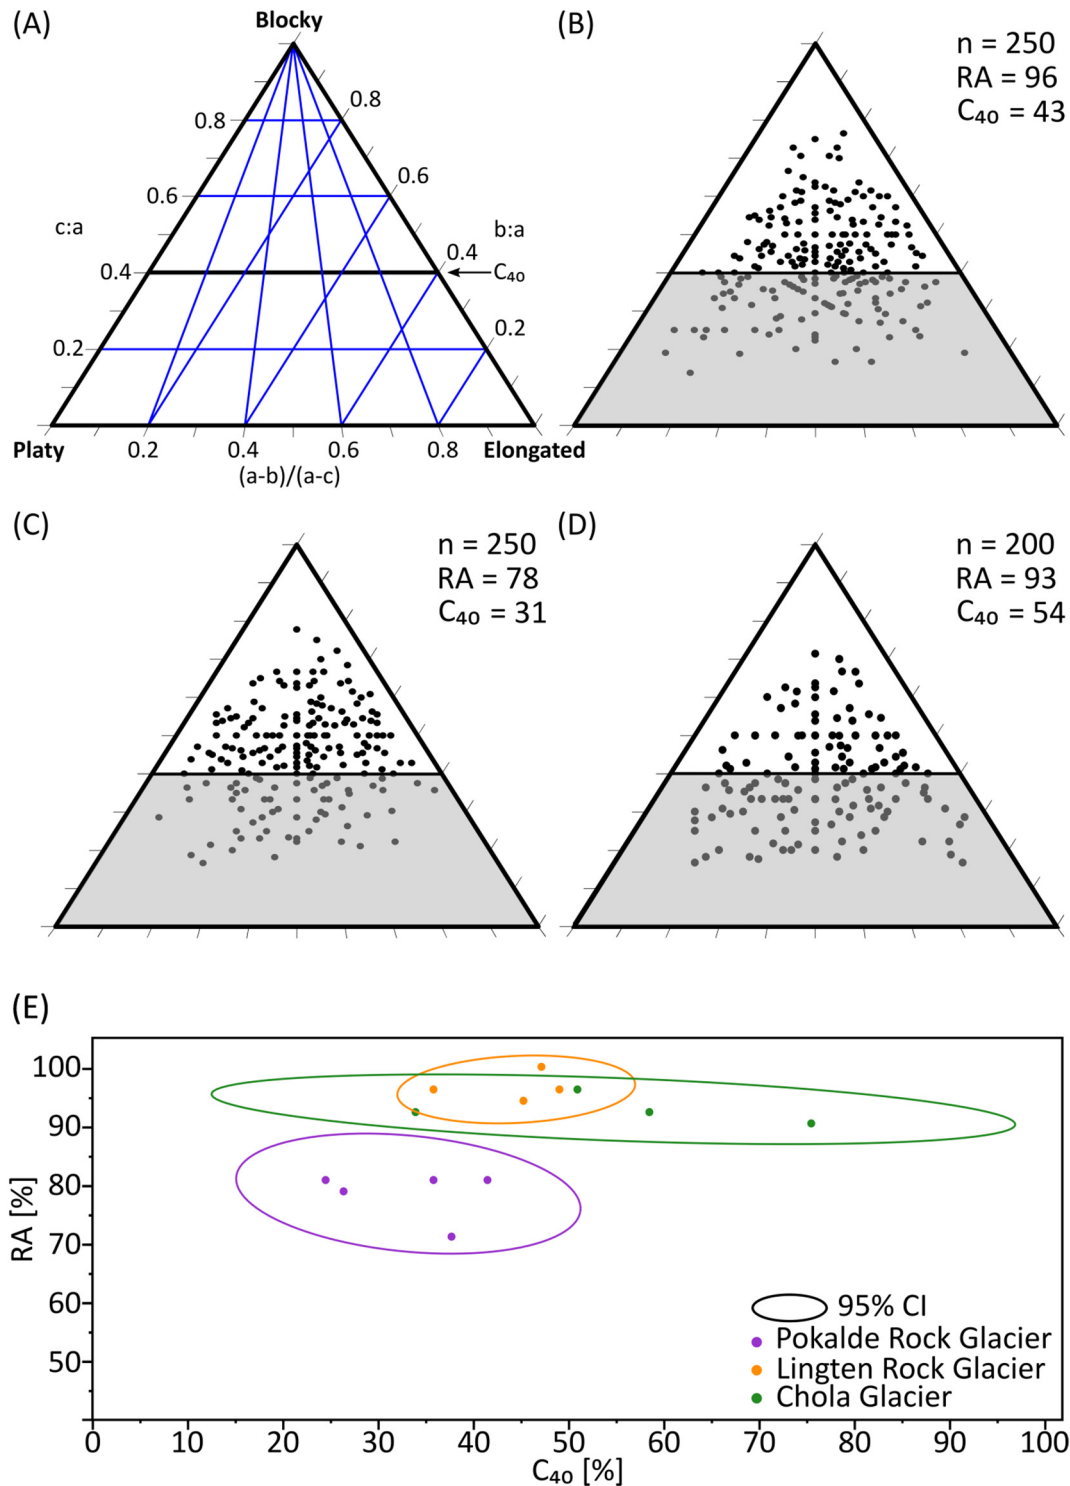 (A)
Blocky
0.8
0.8
0.6
0.6
c:a
b:a
0.4
0.4
C₄₀
0.2
0.2
Platy
0.2
0.4
0.6
0.8
Elongated
(a-b)/(a-c)
(B)
n = 250
RA = 96
C₄₀ = 43
(C)
n = 250
RA = 78
C₄₀ = 31
(D)
n = 200
RA = 93
C₄₀ = 54
(E)
100
90
80
70
60
50
RA [%]
95% CI
Pokalde Rock Glacier
Lingten Rock Glacier
Chola Glacier
0 10 20 30 40 50 60 70 80 90 100
C₄₀ [%]